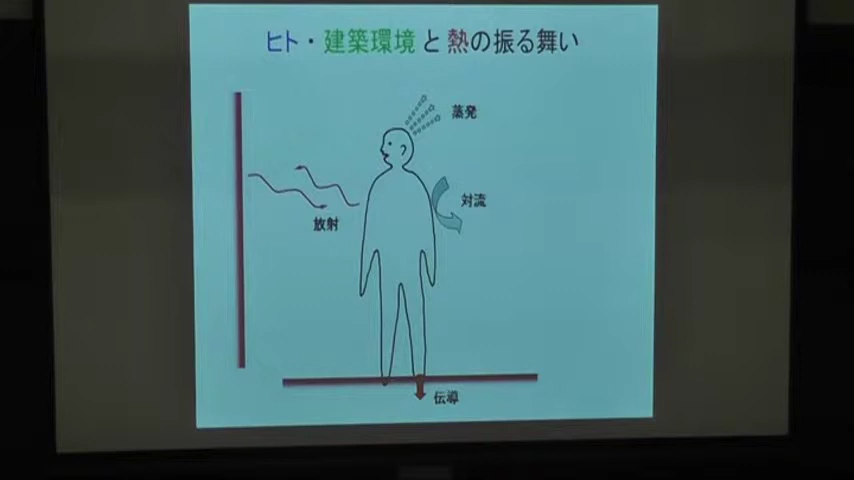 ヒト・建築環境と熱の振る舞い
蒸発
対流
放射
伝導